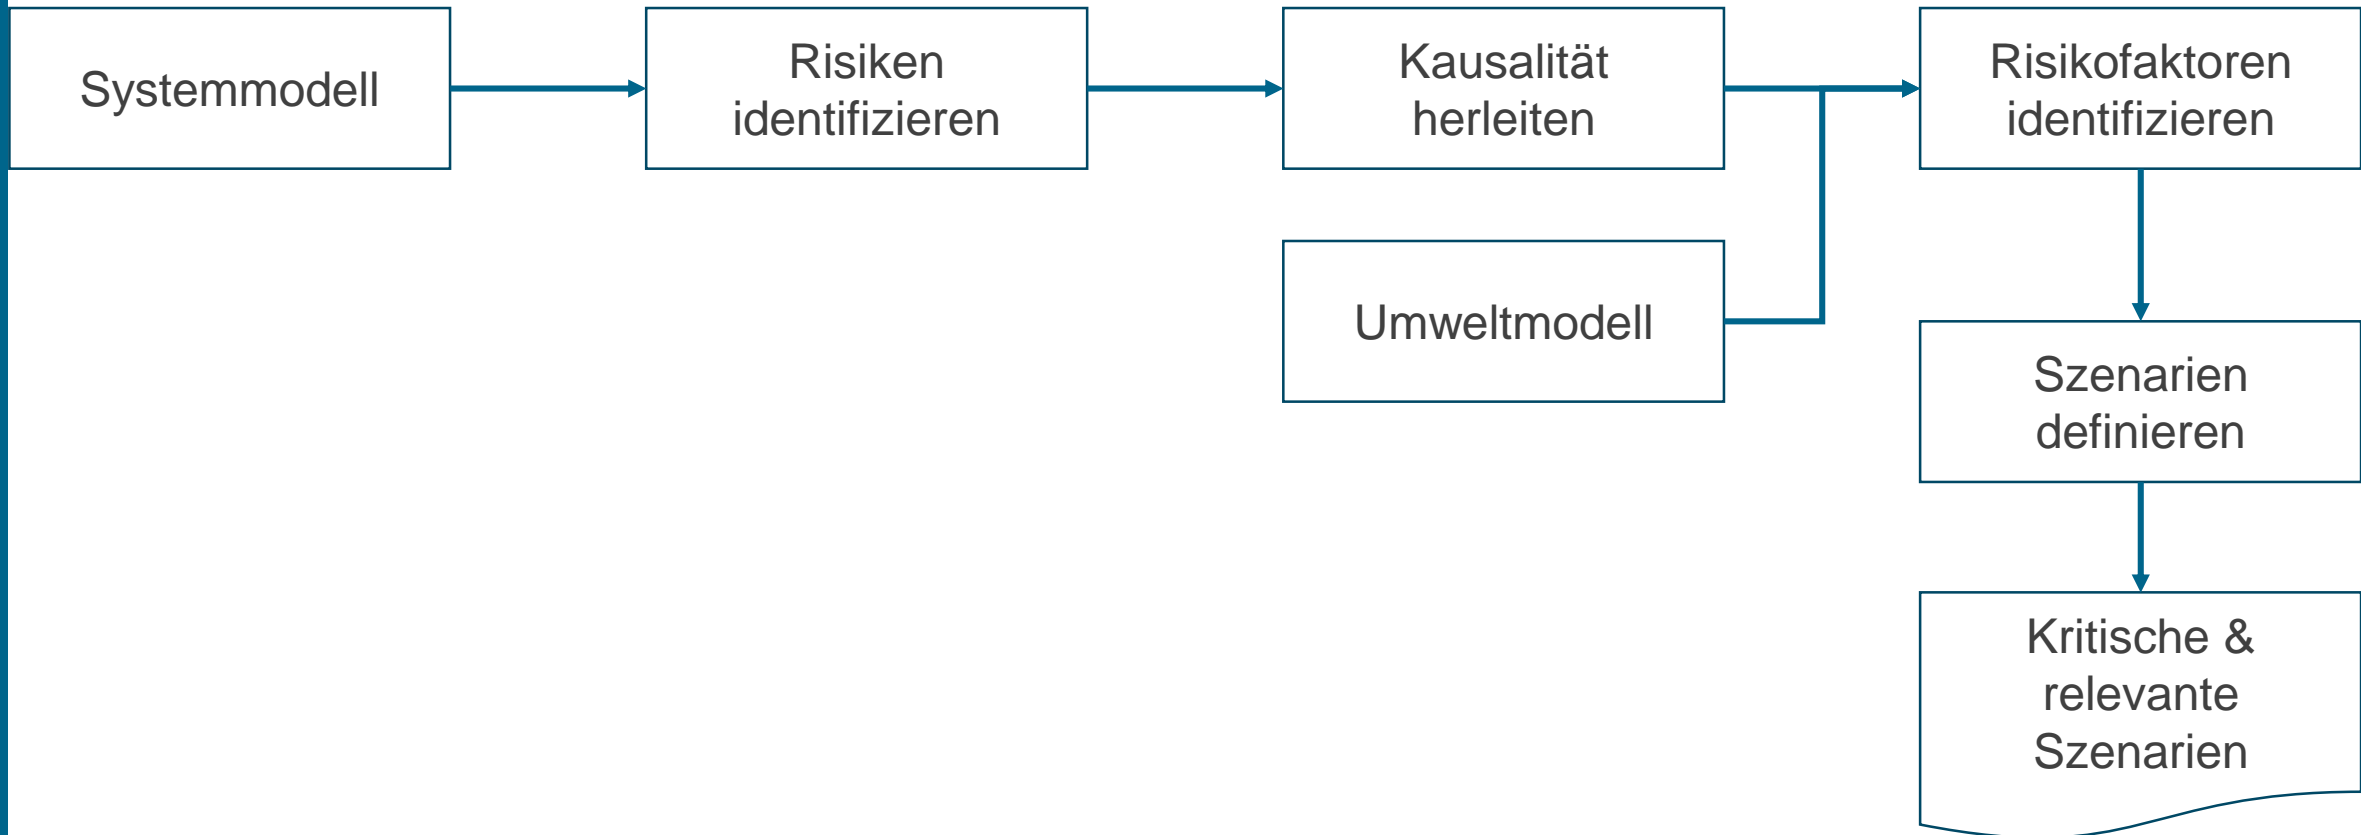 Systemmodell
Risiken
identifizieren
Kausalität
herleiten
Risikofaktoren
identifizieren
Umweltmodell
Szenarien
definieren
Kritische &
relevante
Szenarien